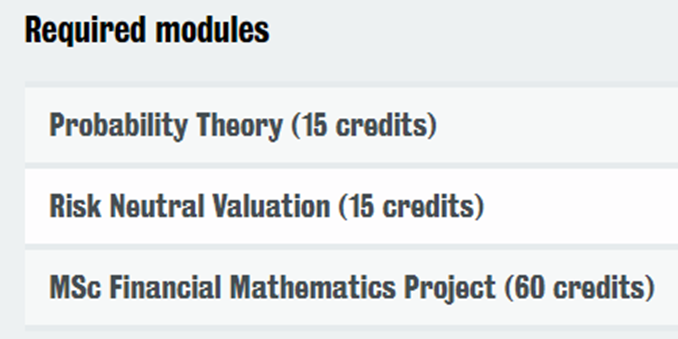 Required modules
Probability Theory (15 credits)
Risk Neutral Valuation (15 credits)
MSc Financial Mathematics Project (60 credits)